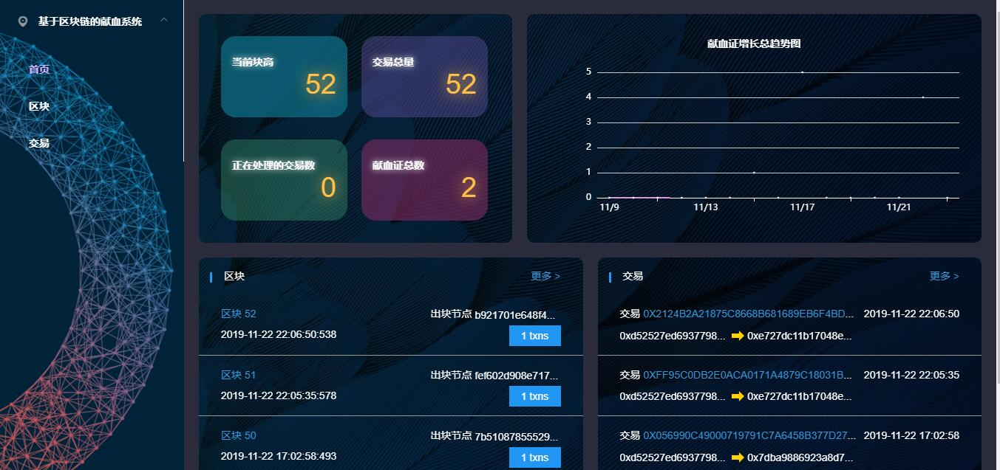 基于区块链的献血系统
首页
区块
交易
当前块高
52
交易总量
52
正在处理的交易数
0
献血证总数
2
献血证增长总趋势图
5
4
3
2
1
0
11/9 11/13 11/17 11/21
区块 更多 >
区块 52 出块节点 b921701e648f4...
2019-11-22 22:06:50:538 1 txns
区块 51 出块节点 fef602d908e717...
2019-11-22 22:05:35:578 1 txns
区块 50 出块节点 7b51087855529...
2019-11-22 17:02:58:493 1 txns
交易 更多 >
交易 0X2124B2A21875C8668B681689EB6F4BD... 2019-11-22 22:06:50
0xd52527ed6937798... 0xe727dc11b17048e...
交易 0XFF95C0DB2E0ACA0171A4879C18031B... 2019-11-22 22:05:35
0xd52527ed6937798... 0xe727dc11b17048e...
交易 0X056990C49000719791C7A6458B377D27... 2019-11-22 17:02:58
0xd52527ed6937798... 0x7dba9886923a8d7...